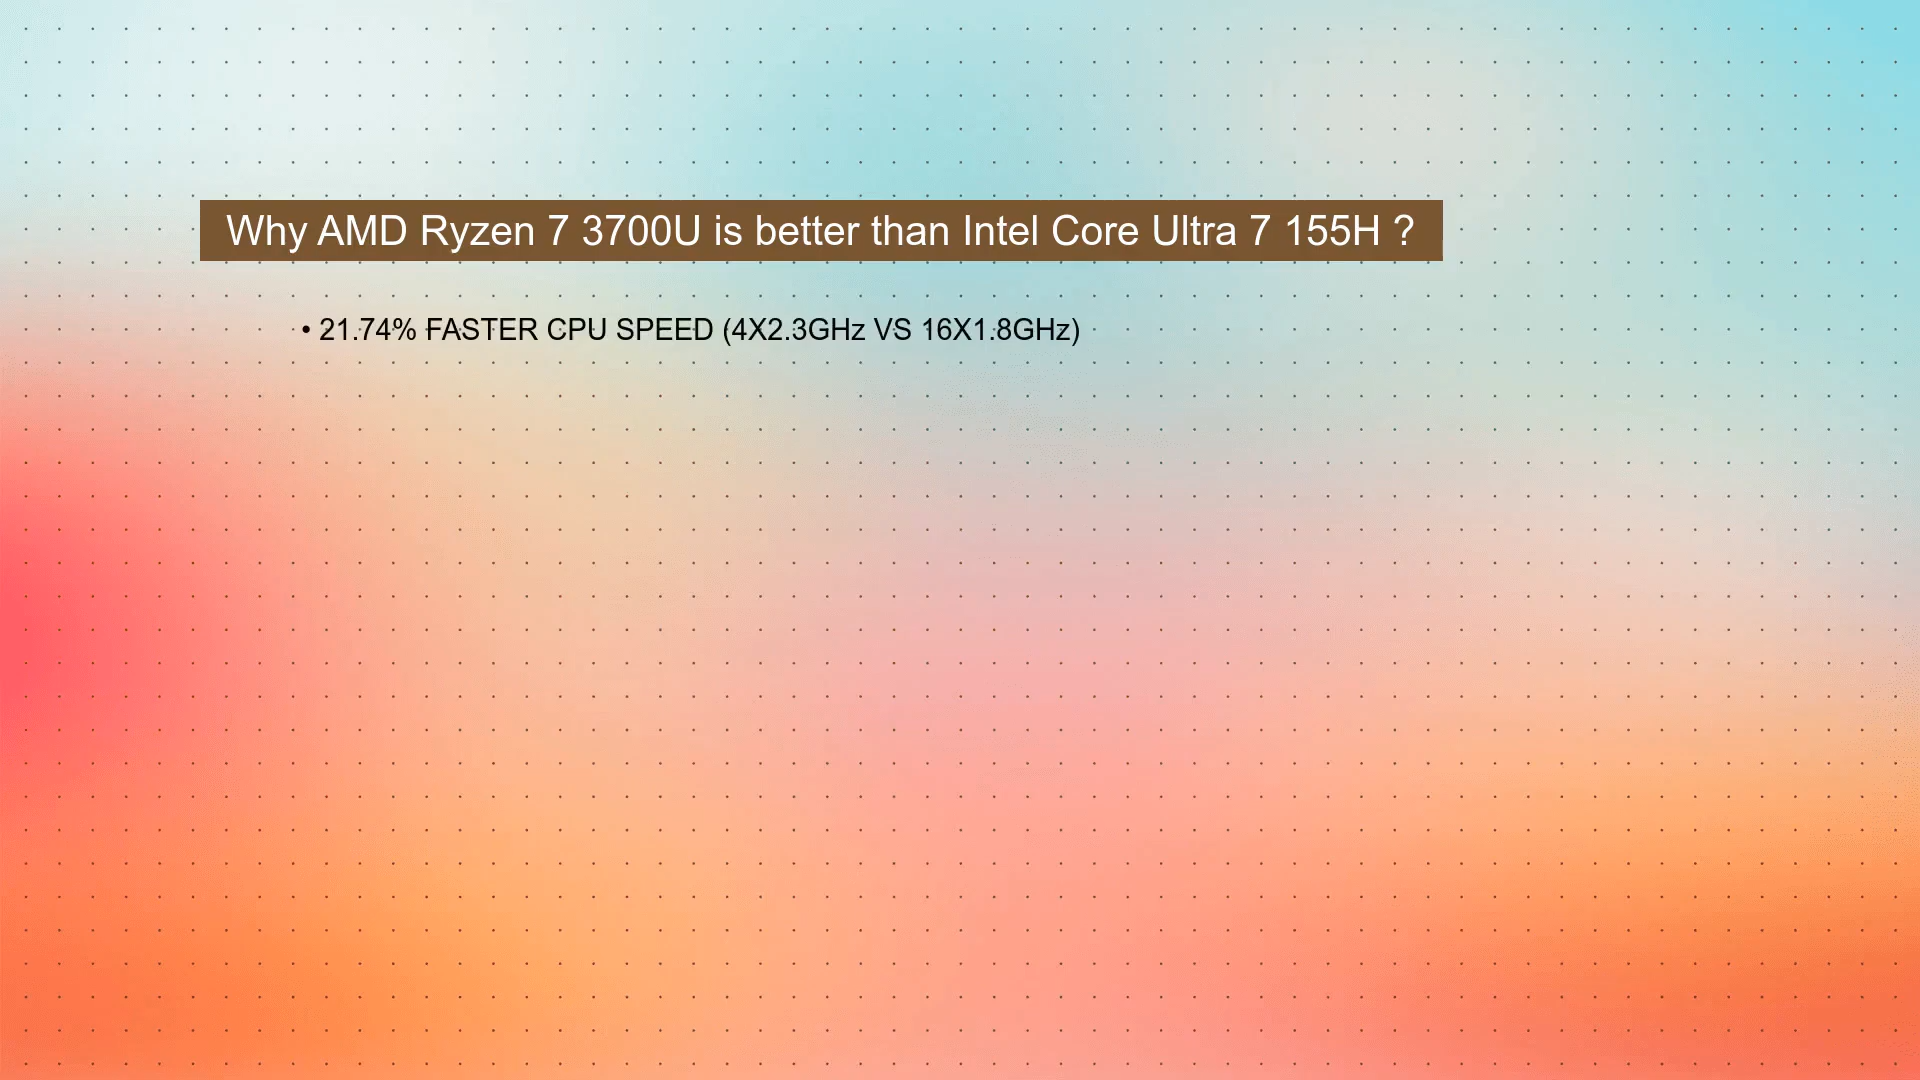 Why AMD Ryzen 7 3700U is better than Intel Core Ultra 7 155H ?
• 21.74% FASTER CPU SPEED (4X2.3GHz VS 16X1.8GHz)